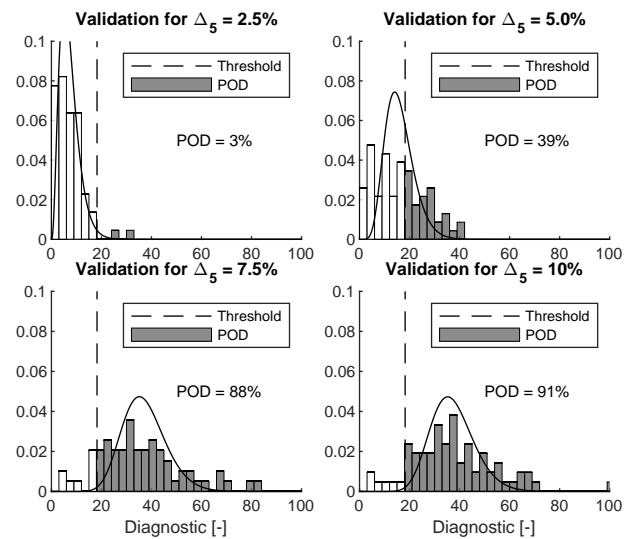 Validation for Δ5 = 2.5%
0.1
0.08
0.06
0.04
0.02
0
0 20 40 60 80 100
Threshold
POD
POD = 3%
Validation for Δ5 = 5.0%
0.1
0.08
0.06
0.04
0.02
0
0 20 40 60 80 100
Threshold
POD
POD = 39%
Validation for Δ5 = 7.5%
0.1
0.08
0.06
0.04
0.02
0
0 20 40 60 80 100
Threshold
POD
POD = 88%
Diagnostic [-]
Validation for Δ5 = 10%
0.1
0.08
0.06
0.04
0.02
0
0 20 40 60 80 100
Threshold
POD
POD = 91%
Diagnostic [-]